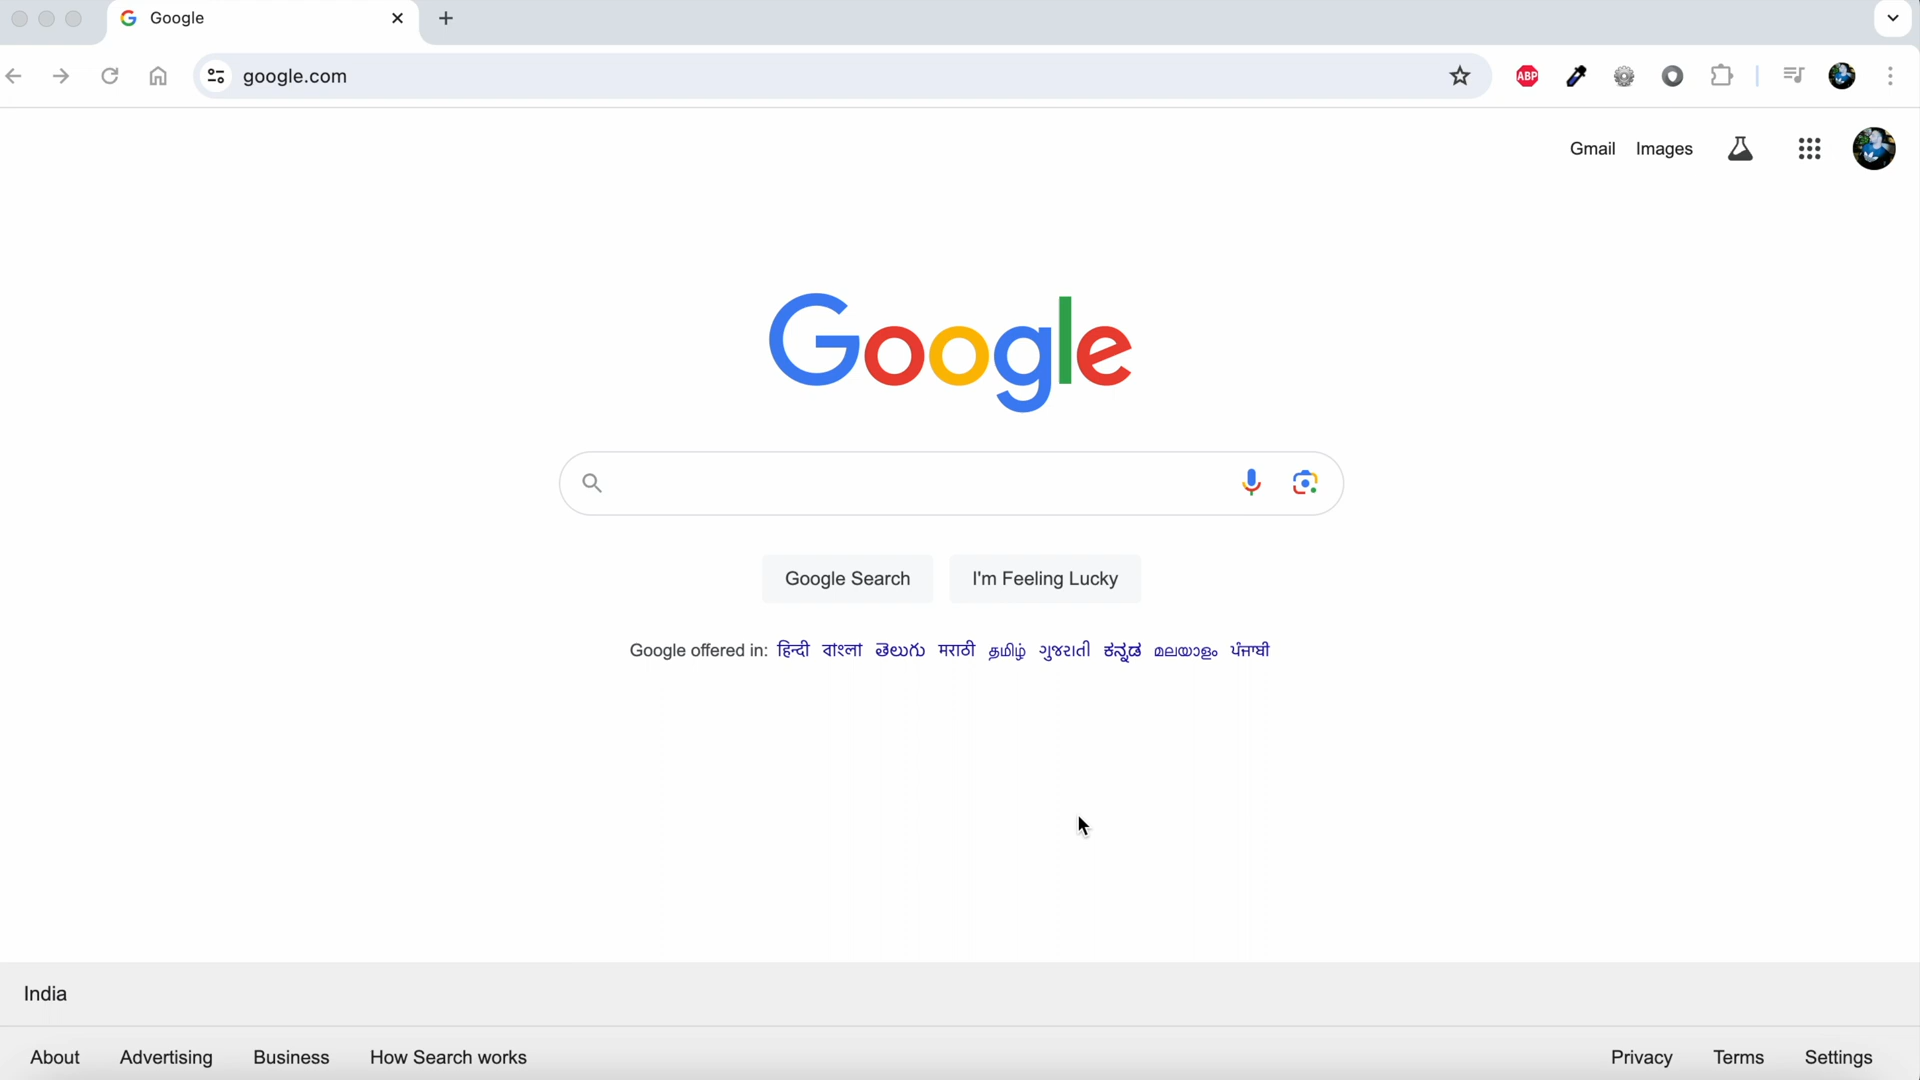 Google
google.com
ABP
Gmail Images
Google
Google Search I'm Feeling Lucky
Google offered in: हिन्दी বাংলা తెలుగు मराठी தமிழ் ગુજરાતી ಕನ್ನಡ മലയാളം ਪੰਜਾਬੀ
India
About Advertising Business How Search works Privacy Terms Settings